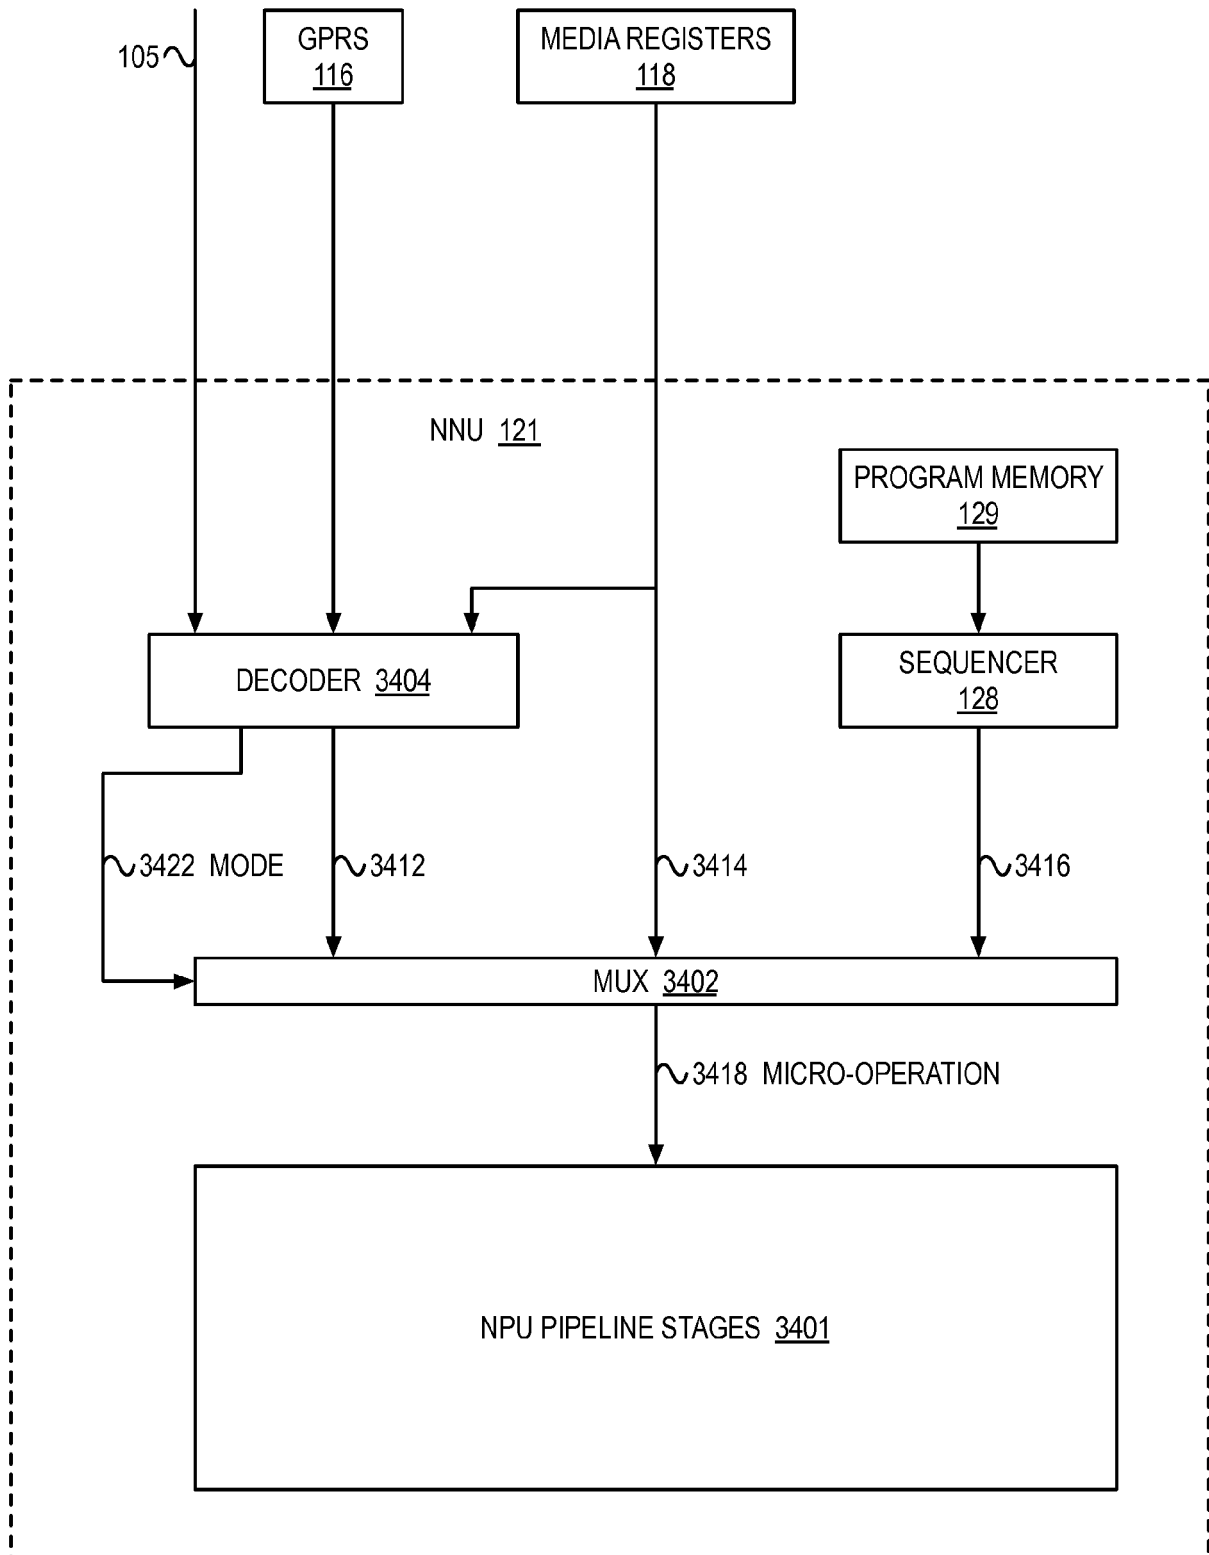 105
GPRS
116
MEDIA REGISTERS
118
NNU 121
PROGRAM MEMORY
129
DECODER 3404
SEQUENCER
128
3422 MODE
3412
3414
3416
MUX 3402
3418 MICRO-OPERATION
NPU PIPELINE STAGES 3401